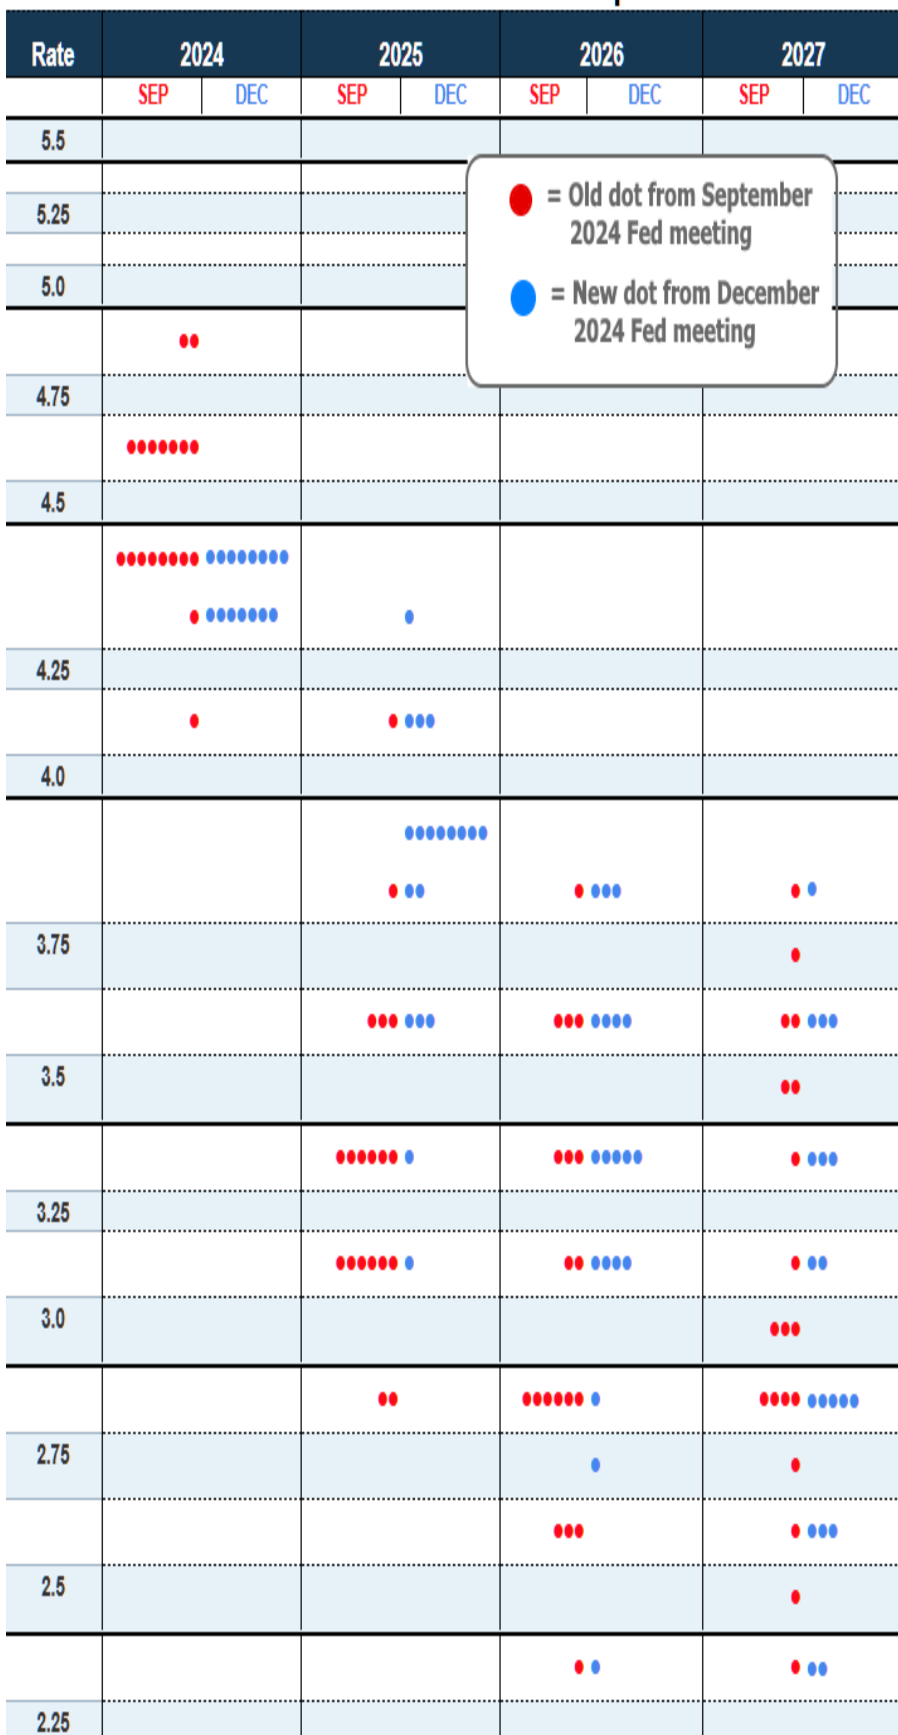 Rate 2024 2025 2026 2027
SEP DEC SEP DEC SEP DEC SEP DEC
5.5
= Old dot from September
2024 Fed meeting
5.25
= New dot from December
2024 Fed meeting
5.0
4.75
4.5
4.25
4.0
3.75
3.5
3.25
3.0
2.75
2.5
2.25